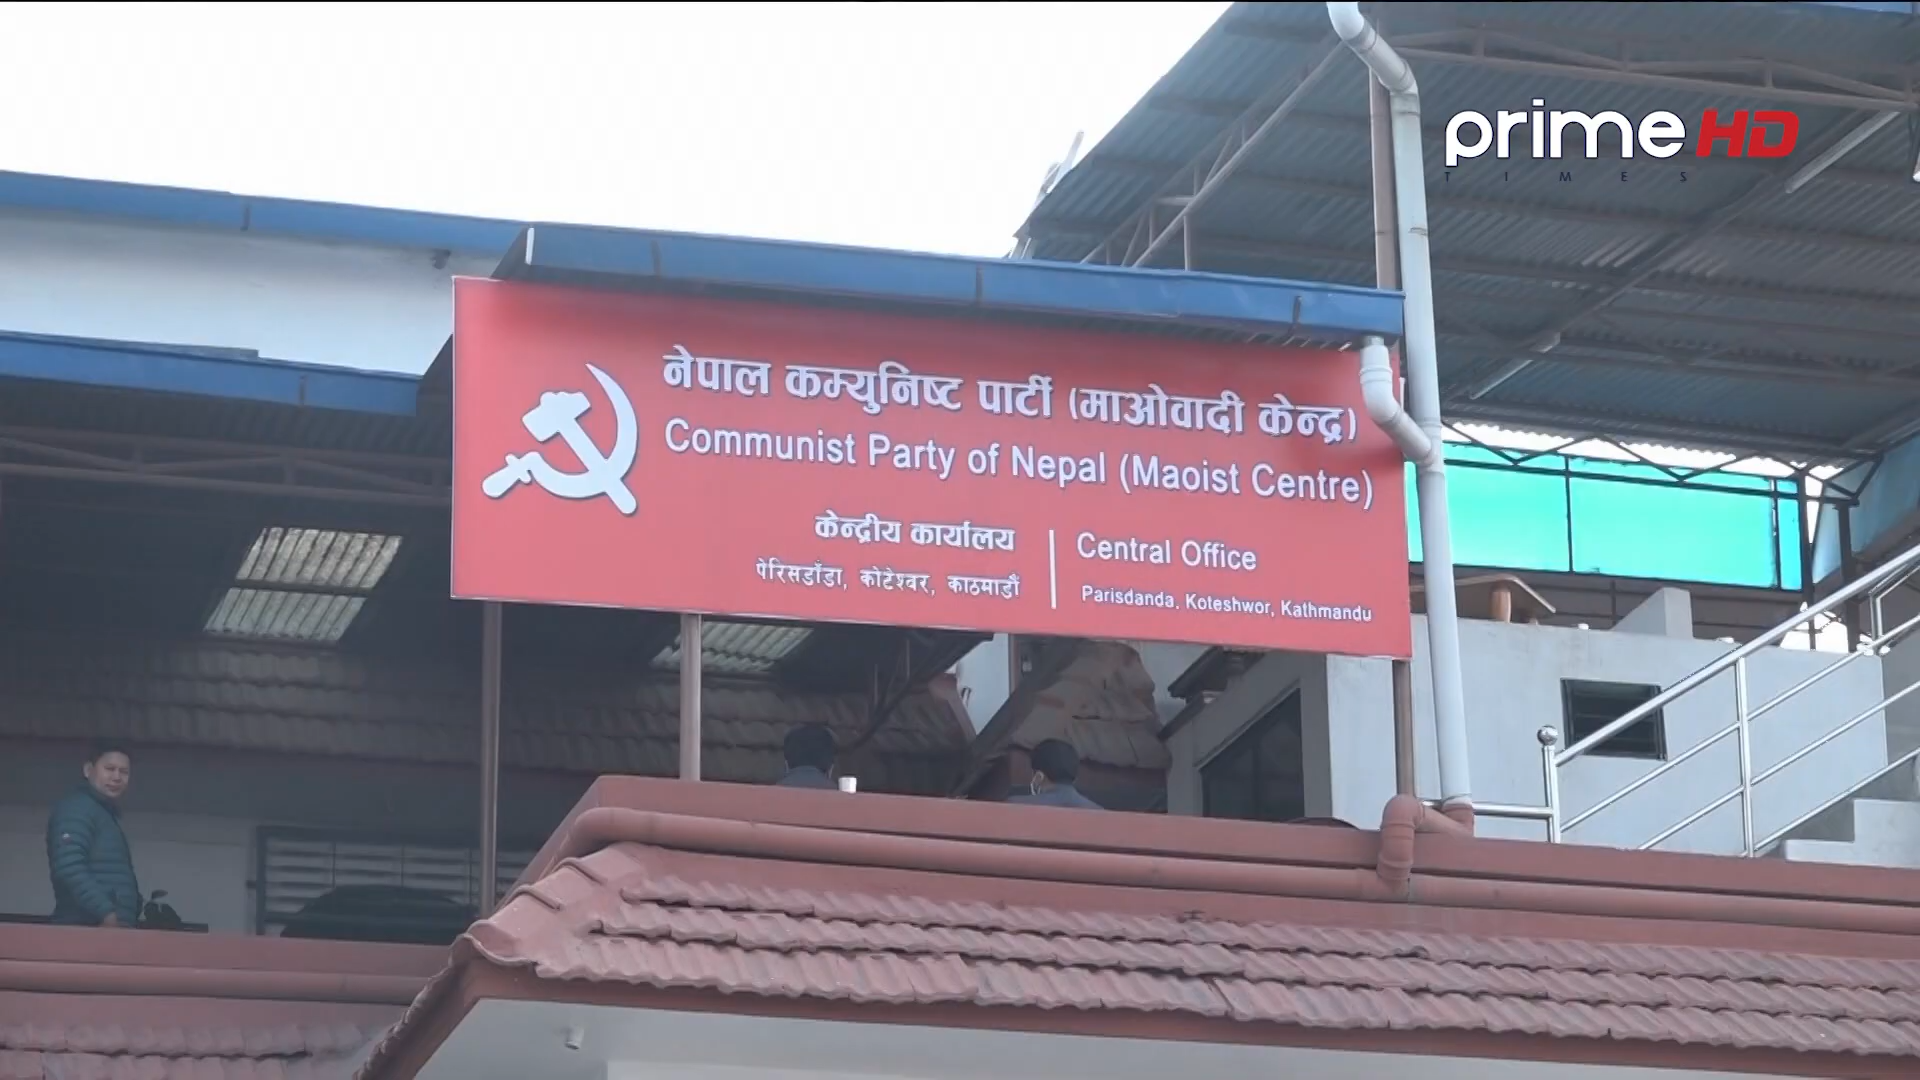 prime HD
TIMES
नेपाल कम्युनिष्ट पार्टी (माओवादी केन्द्र)
Communist Party of Nepal (Maoist Centre)
केन्द्रीय कार्यालय
पेरिसडाँडा, कोटेश्वर, काठमाडौं
Central Office
Parisdanda, Koteshwor, Kathmandu